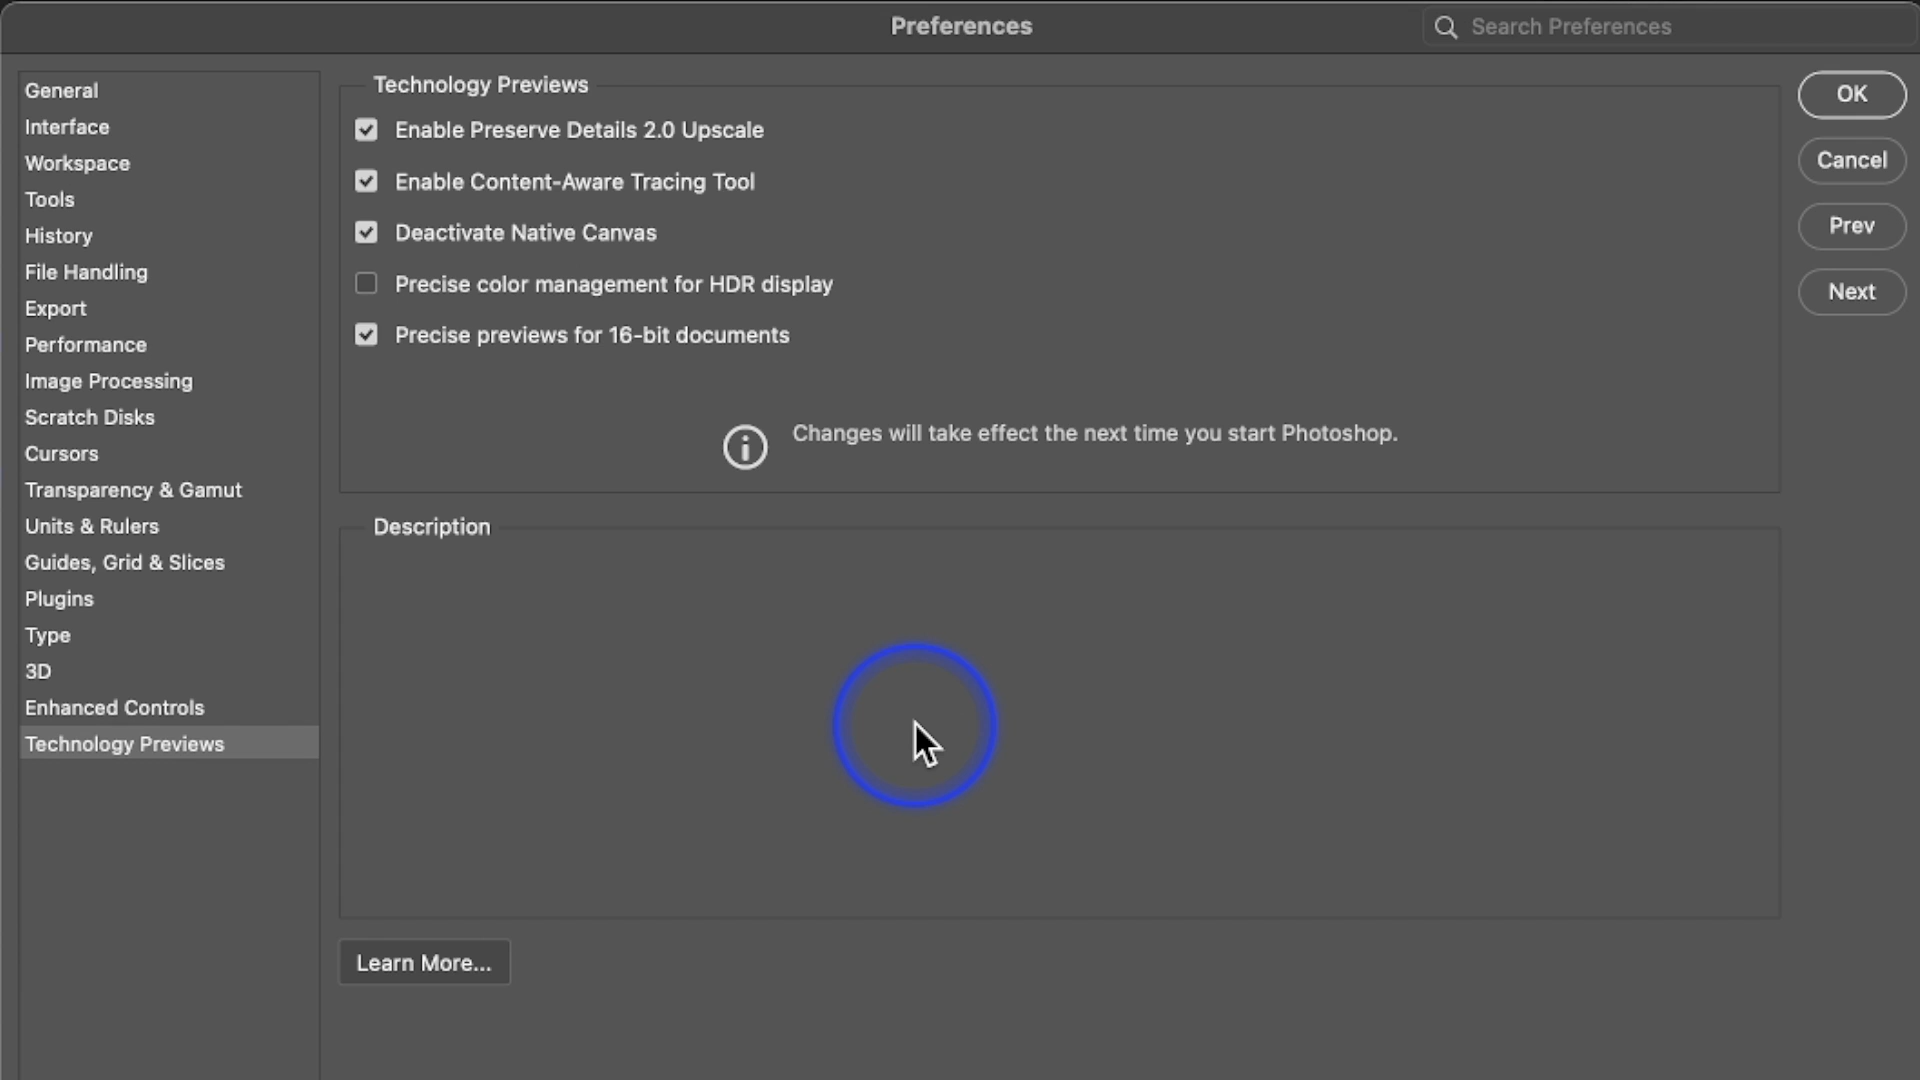 Preferences
Search Preferences
General
Interface
Workspace
Tools
History
File Handling
Export
Performance
Image Processing
Scratch Disks
Cursors
Transparency & Gamut
Units & Rulers
Guides, Grid & Slices
Plugins
Type
3D
Enhanced Controls
Technology Previews
Technology Previews
Enable Preserve Details 2.0 Upscale
Enable Content-Aware Tracing Tool
Deactivate Native Canvas
Precise color management for HDR display
Precise previews for 16-bit documents
Changes will take effect the next time you start Photoshop.
Description
Learn More...
OK
Cancel
Prev
Next